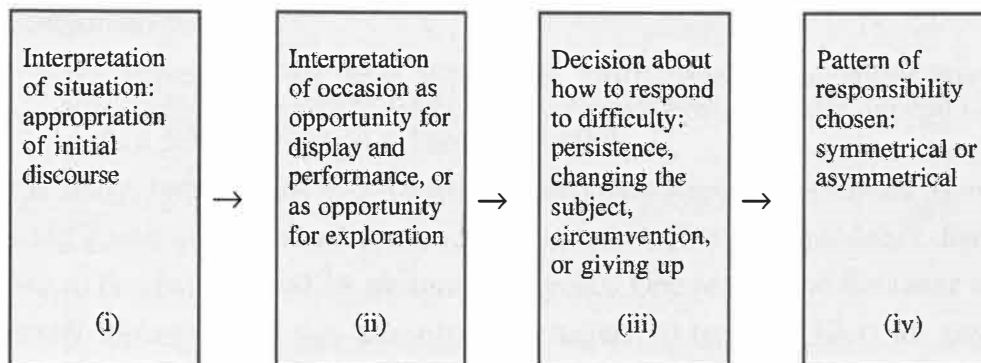 Interpretation
of situation:
appropriation
of initial
discourse
(i)
→
Interpretation
of occasion as
opportunity for
display and
performance, or
as opportunity
for exploration
(ii)
→
Decision about
how to respond
to difficulty:
persistence,
changing the
subject,
circumvention,
or giving up
(iii)
→
Pattern of
responsibility
chosen:
symmetrical or
asymmetrical
(iv)